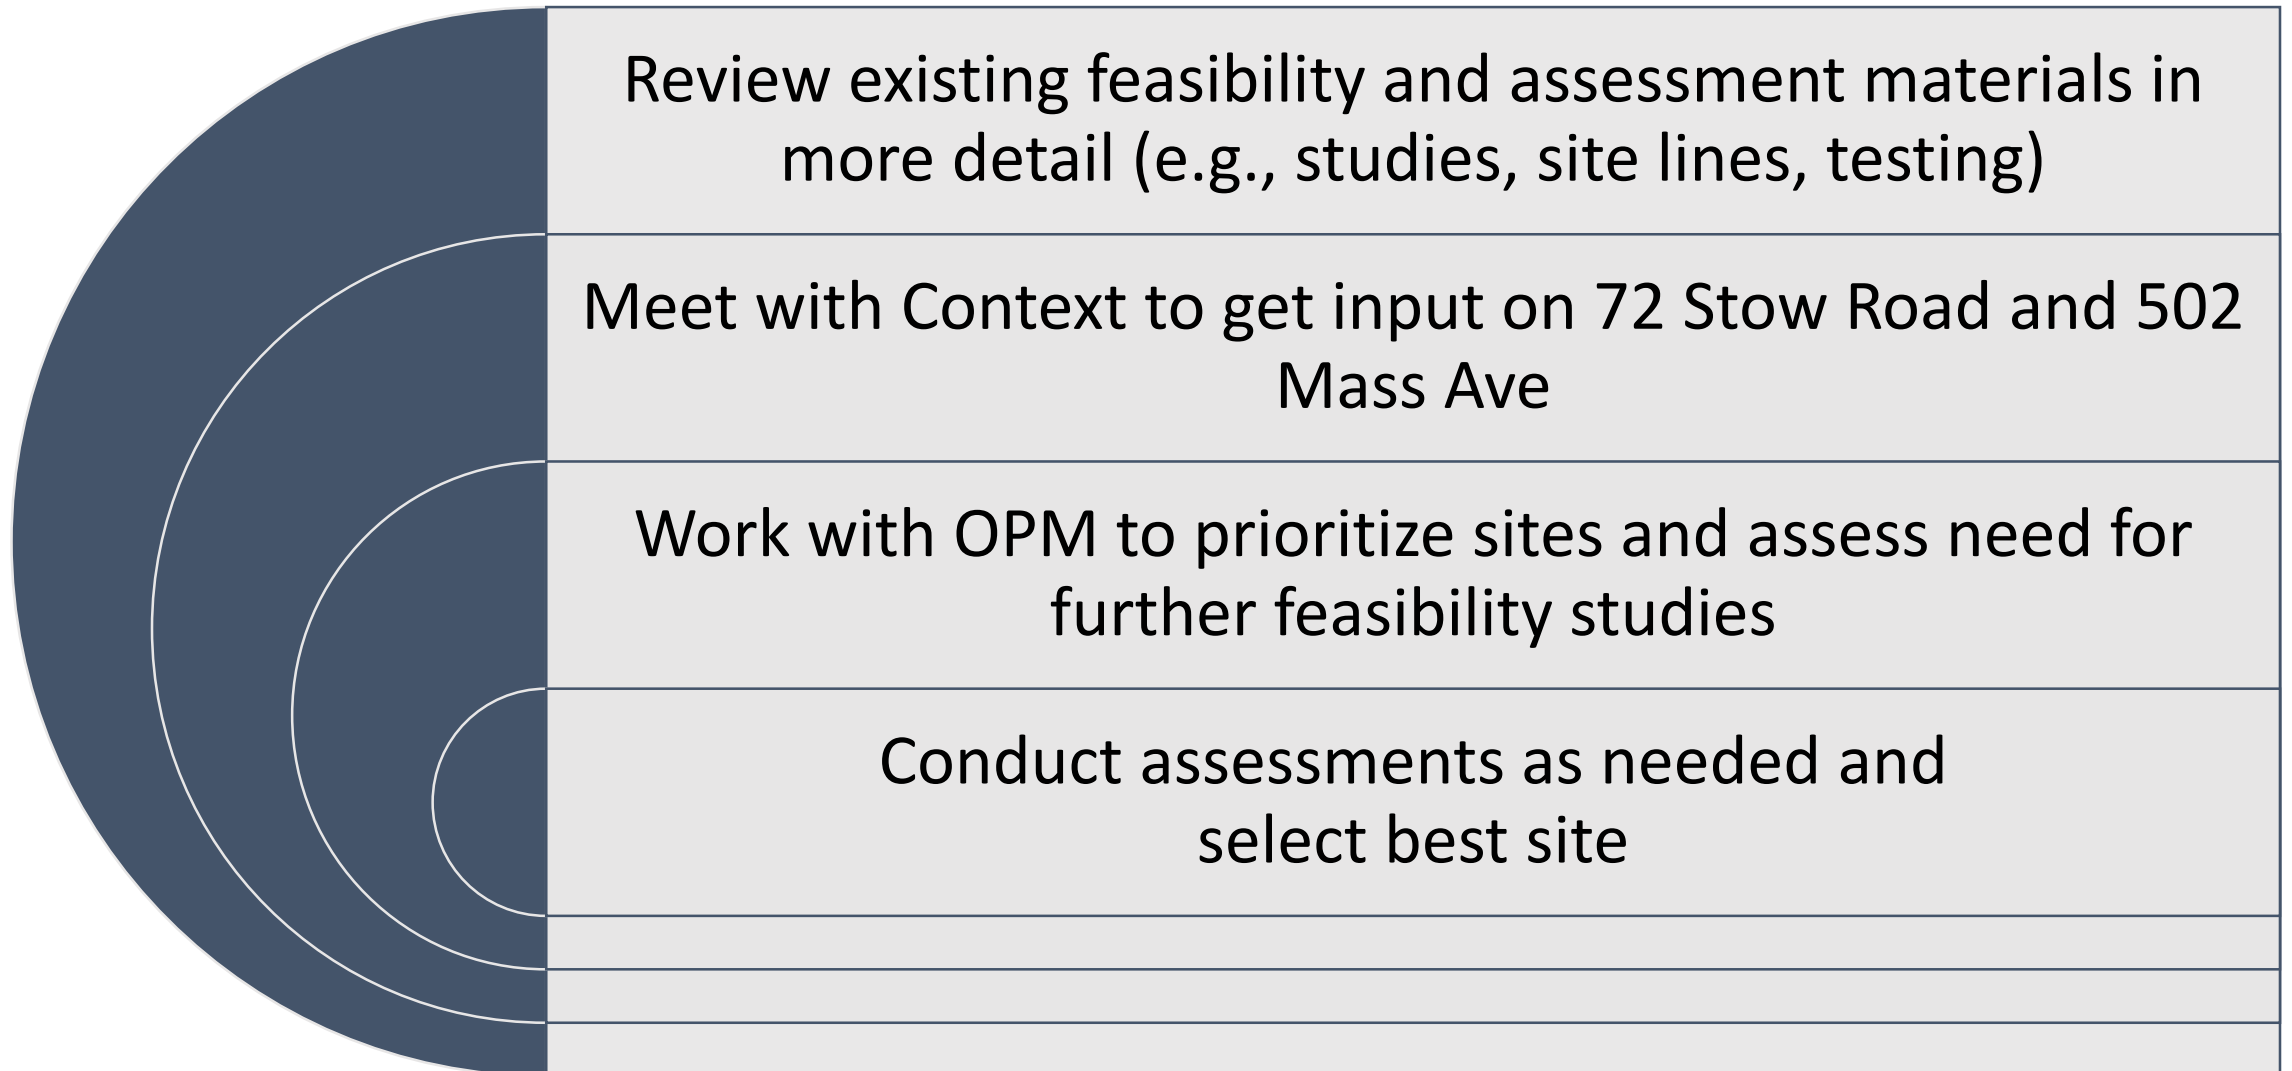 Review existing feasibility and assessment materials in
more detail (e.g., studies, site lines, testing)
Meet with Context to get input on 72 Stow Road and 502
Mass Ave
Work with OPM to prioritize sites and assess need for
further feasibility studies
Conduct assessments as needed and
select best site